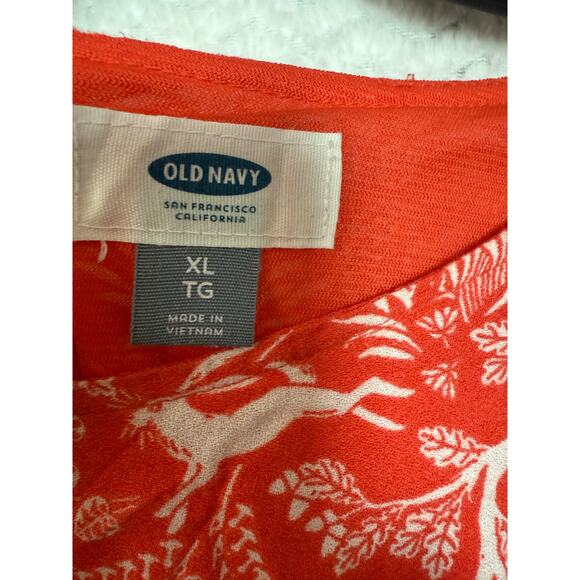 OLD NAVY
SAN FRANCISCO
CALIFORNIA
XL
TG
MADE IN
VIETNAM